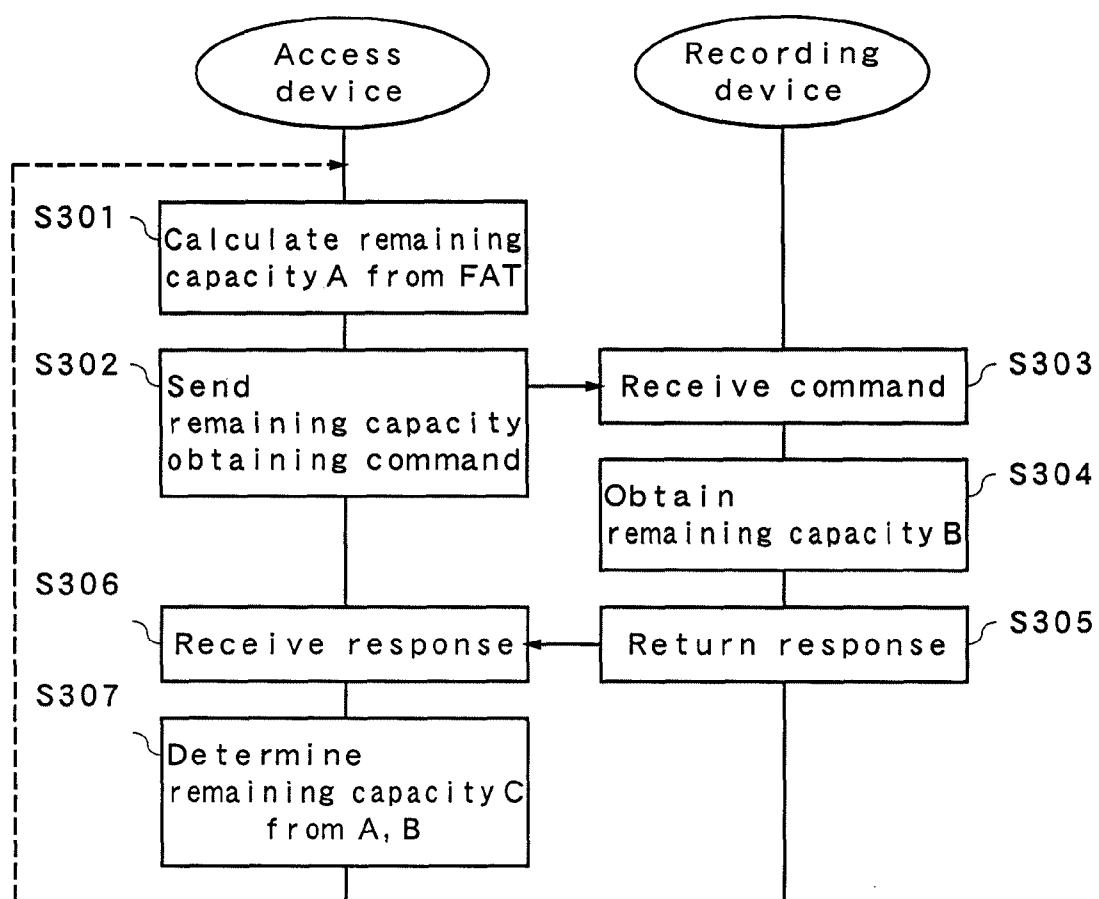 Access
device
Recording
device
S301
Calculate remaining
capacity A from FAT
S302
Send
remaining capacity
obtaining command
Receive command
S303
Obtain
remaining capacity B
S304
S306
Receive response
Return response
S305
S307
Determine
remaining capacity C
from A, B